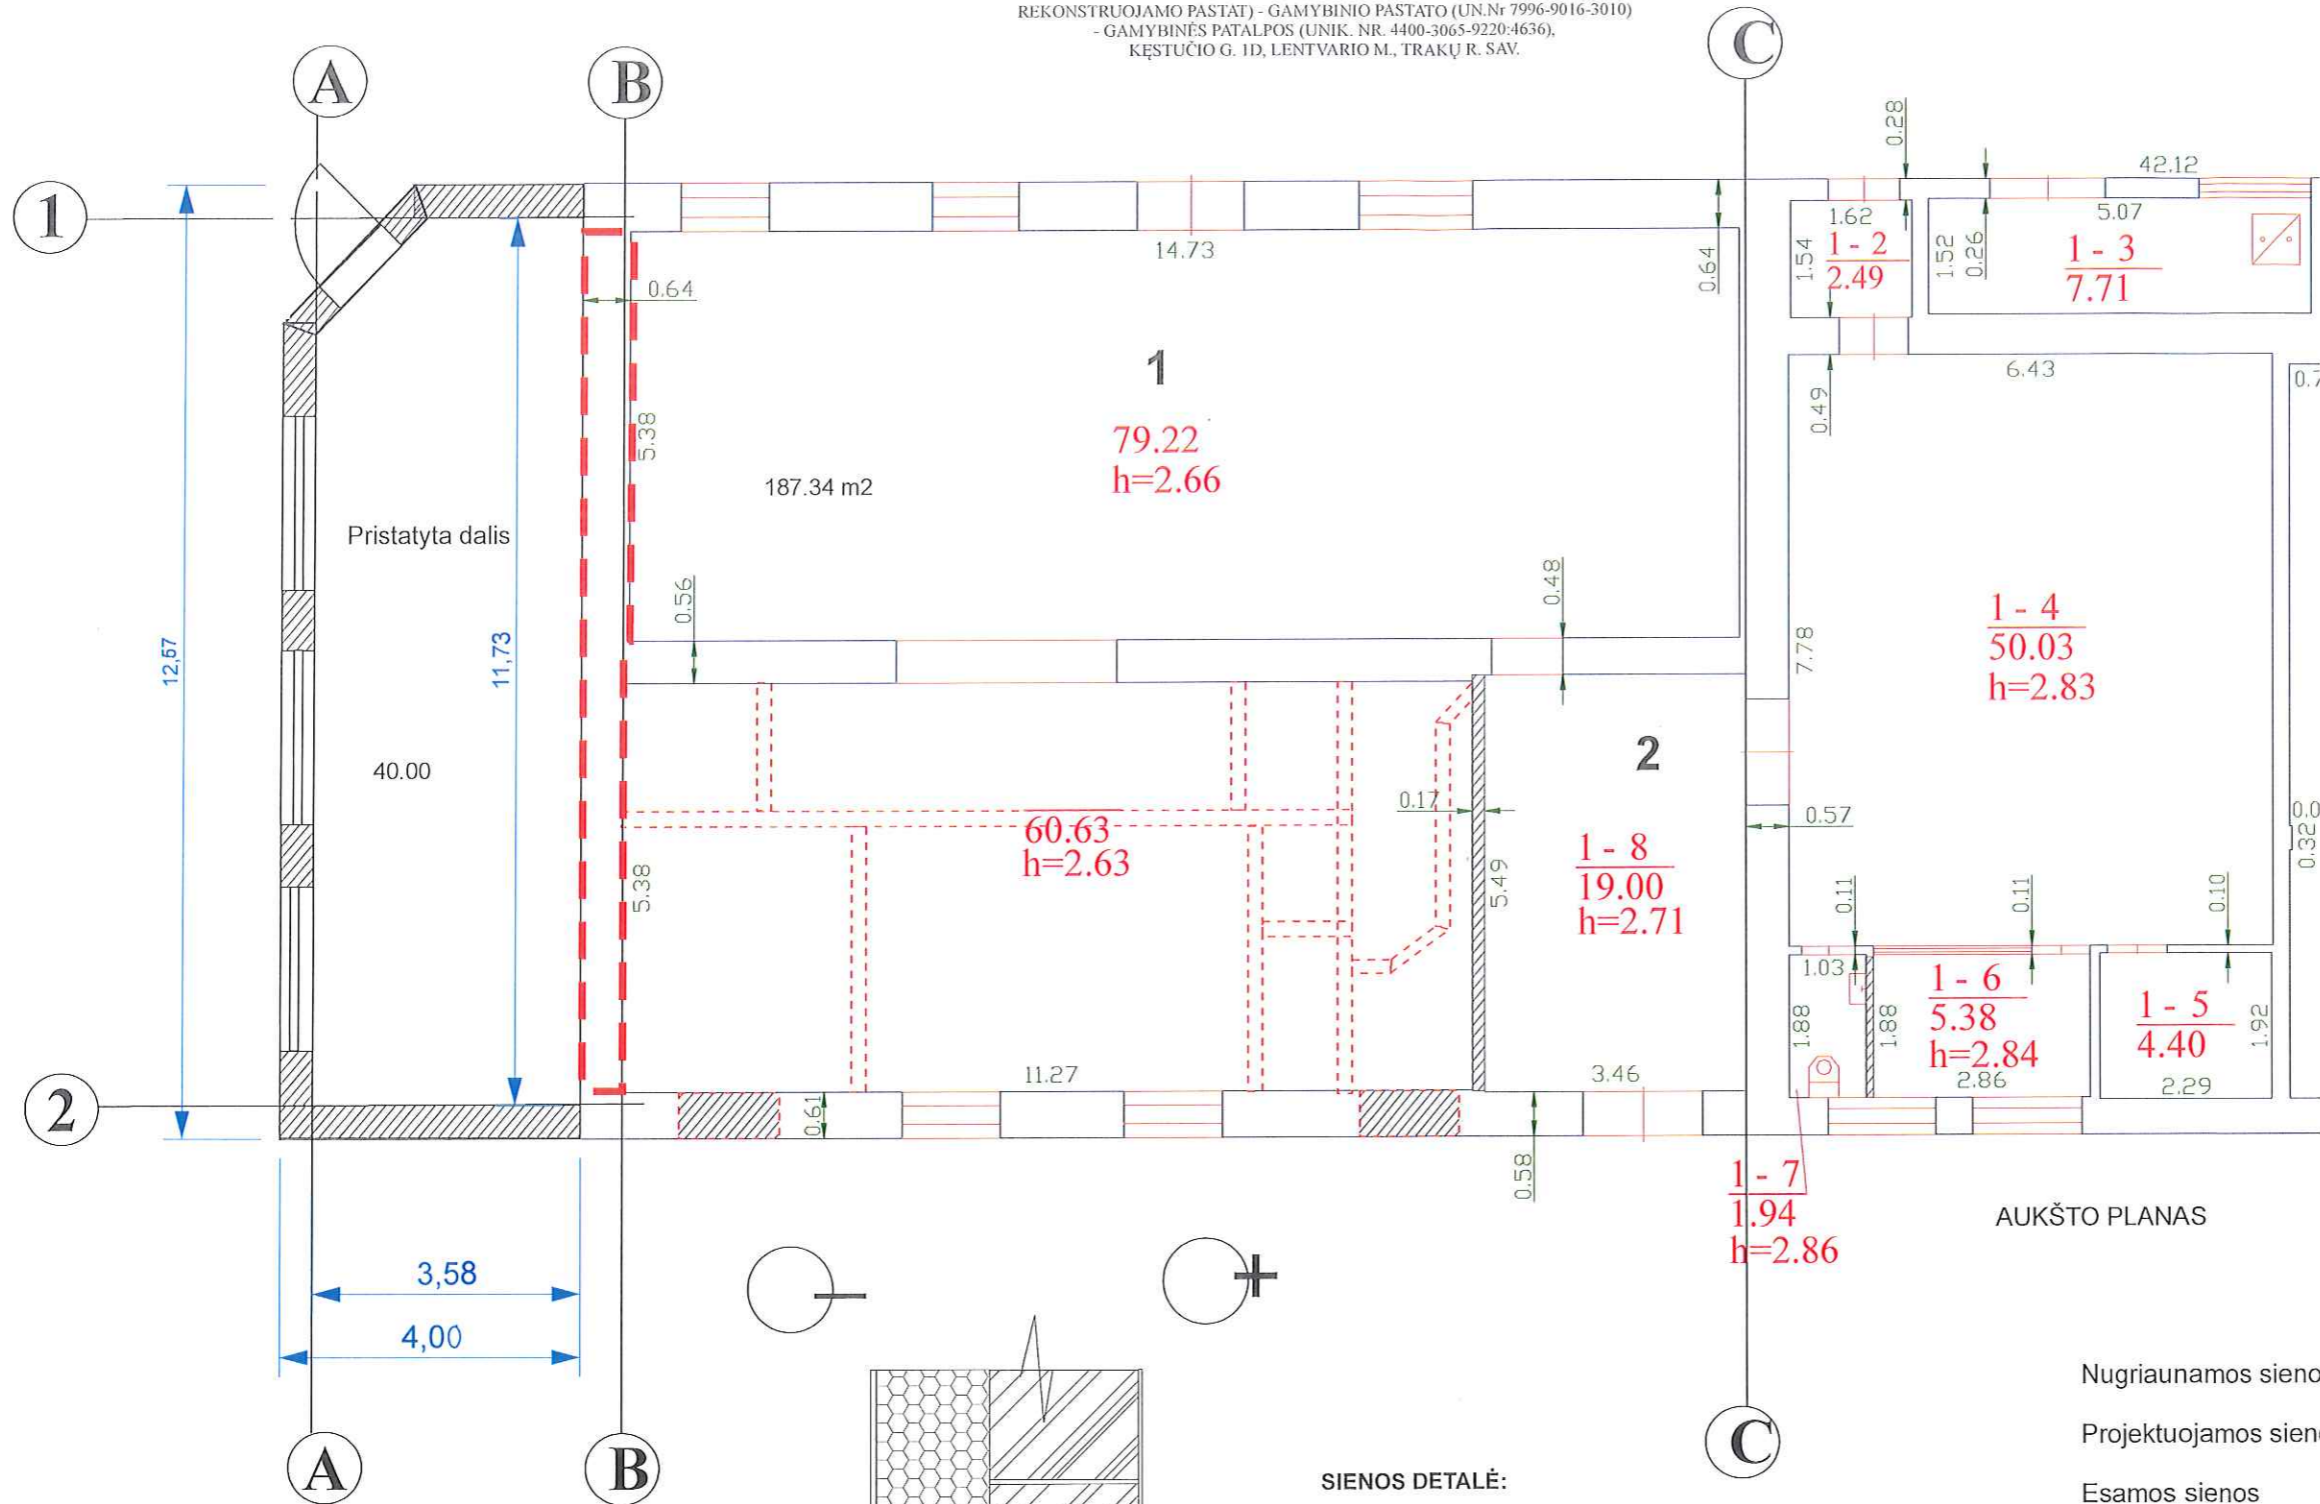 REKONSTRUOJAMO PASTAT) - GAMYBINIO PASTATO (UN.Nr 7996-9016-3010)
- GAMYBINĖS PATALPOS (UNIK. NR. 4400-3065-9220:4636),
KĘSTUČIO G. 1D, LENTVARIO M., TRAKŲ R. SAV.
A
B
C
1
0.28
42.12
14.73
0.64
0.64
1.62
1.54
1 - 2
2.49
1.52
0.26
5.07
1 - 3
7.71
1
79.22
h=2.66
187.34 m2
5.38
6.43
0.49
0.7
Pristatyta dalis
12,67
11,73
40.00
0.56
0.48
7.78
1 - 4
50.03
h=2.83
2
60.63
h=2.63
0.17
5.38
5.49
1 - 8
19.00
h=2.71
0.57
0.0
0.32
0.11
0.11
0.10
1.03
1.88
1.88
1 - 6
5.38
h=2.84
2.86
1 - 5
4.40
1.92
2.29
2
11.27
3.46
0.61
0.58
1 - 7
1.94
h=2.86
AUKŠTO PLANAS
3,58
4,00
A
B
C
SIENOS DETALĖ:
Nugriaunamos sieno
Projektuojamos sien
Esamos sienos